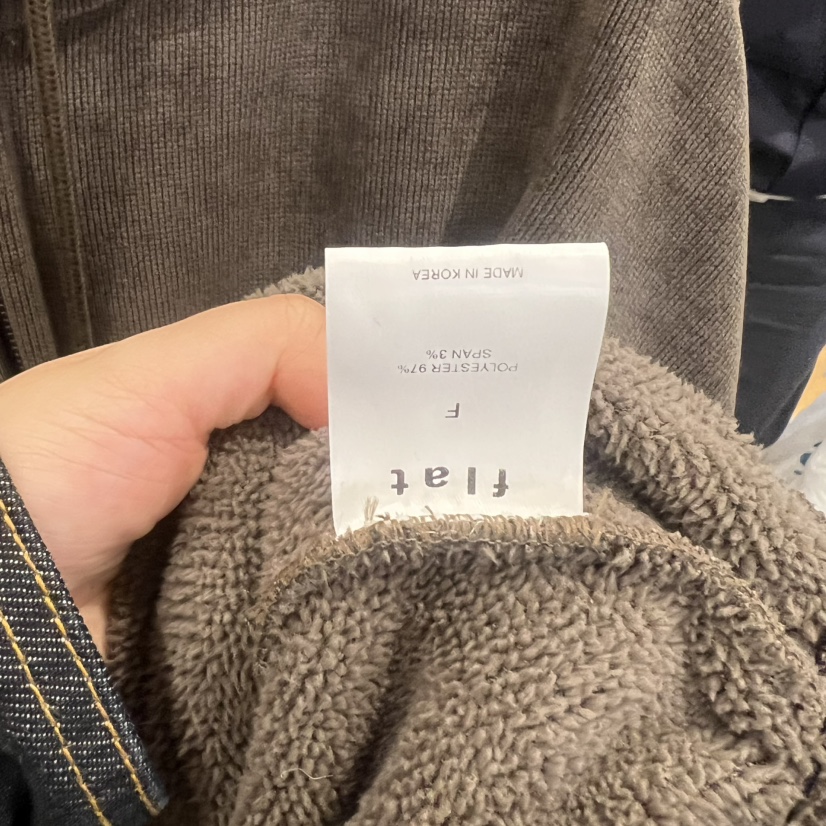 flat
F
POLYESTER 97%
SPAN 3%
MADE IN KOREA